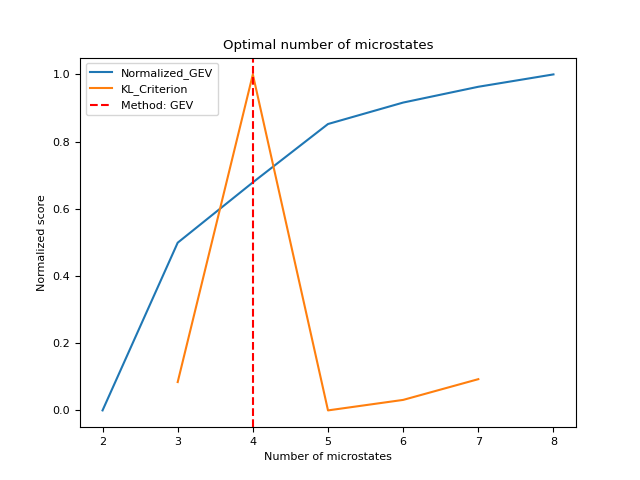 Optimal number of microstates
Normalized_GEV
KL_Criterion
Method: GEV
Normalized score
1.0
0.8
0.6
0.4
0.2
0.0
2 3 4 5 6 7 8
Number of microstates